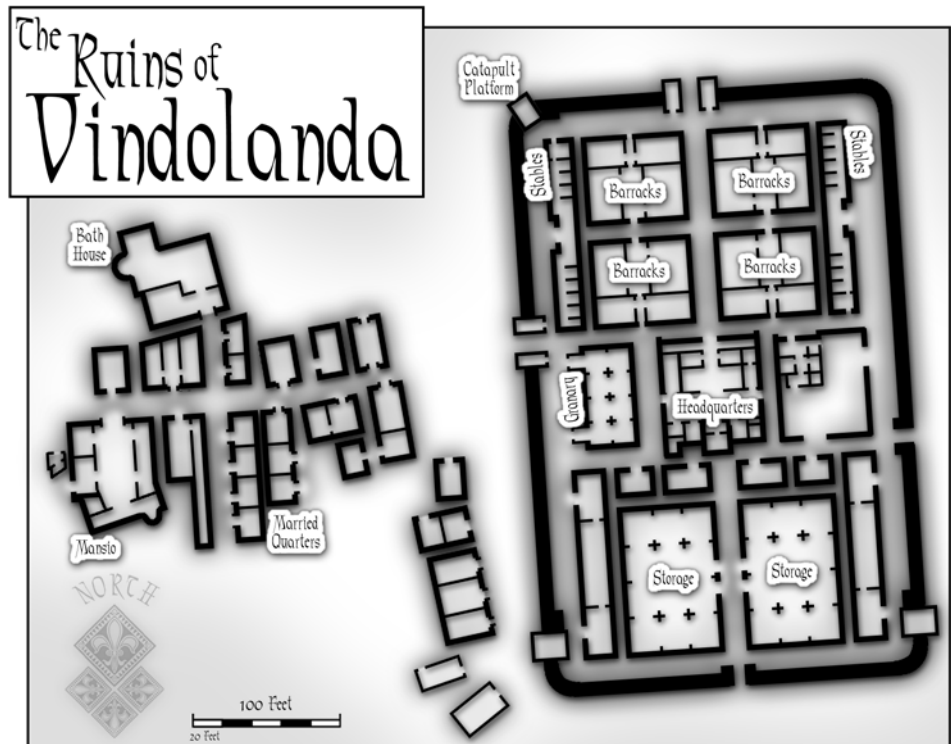 The
Ruins of
Vindolanda
Catapult
Platform
Stables
Barracks
Barracks
Stables
Barracks
Barracks
Bath
House
Granary
Headquarters
Mansio
Married
Quarters
Storage
Storage
NORTH
100 Feet
20 Feet